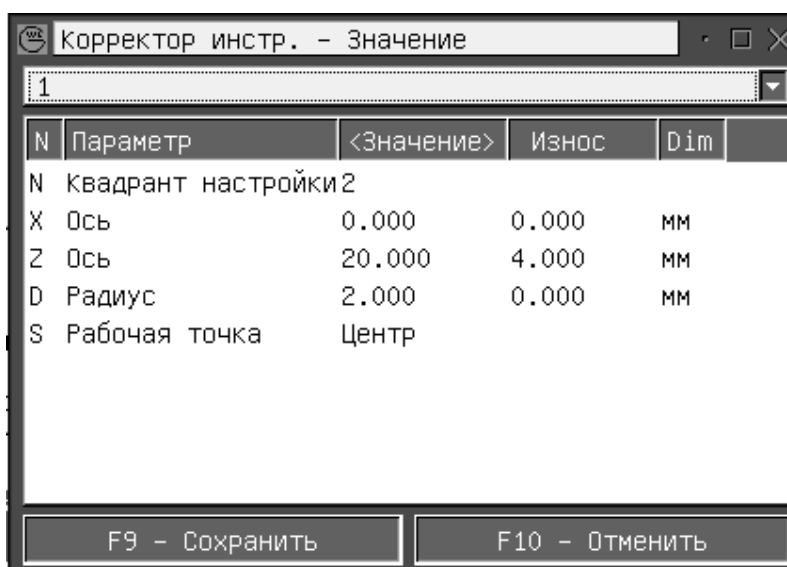 Корректор инстр. - Значение
1
N Параметр <Значение> Износ Dim
N Квадрант настройки 2
X Ось 0.000 0.000 мм
Z Ось 20.000 4.000 мм
D Радиус 2.000 0.000 мм
S Рабочая точка Центр
F9 - Сохранить F10 - Отменить